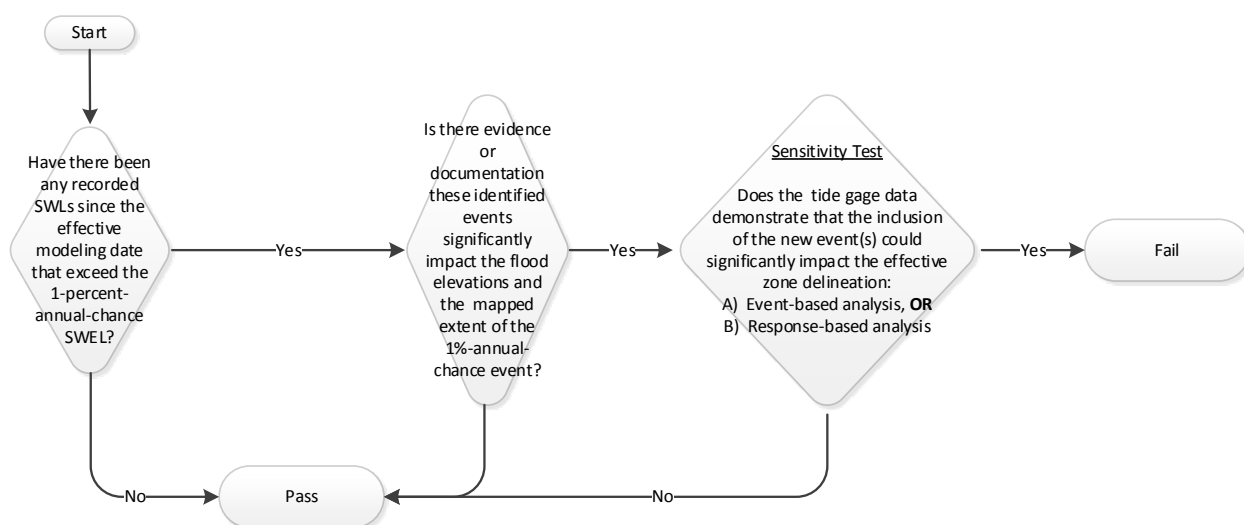 Start
Have there been
any recorded
SWLs since the
effective
modeling date
that exceed the
1-percent-
annual-chance
SWEL?
Yes
Is there evidence
or
documentation
these identified
events
significantly
impact the flood
elevations and
the mapped
extent of the
1%-annual-
chance event?
Yes
Sensitivity Test
Does the tide gage data
demonstrate that the inclusion
of the new event(s) could
significantly impact the effective
zone delineation:
A) Event-based analysis, OR
B) Response-based analysis
Yes
Fail
No
Pass
No